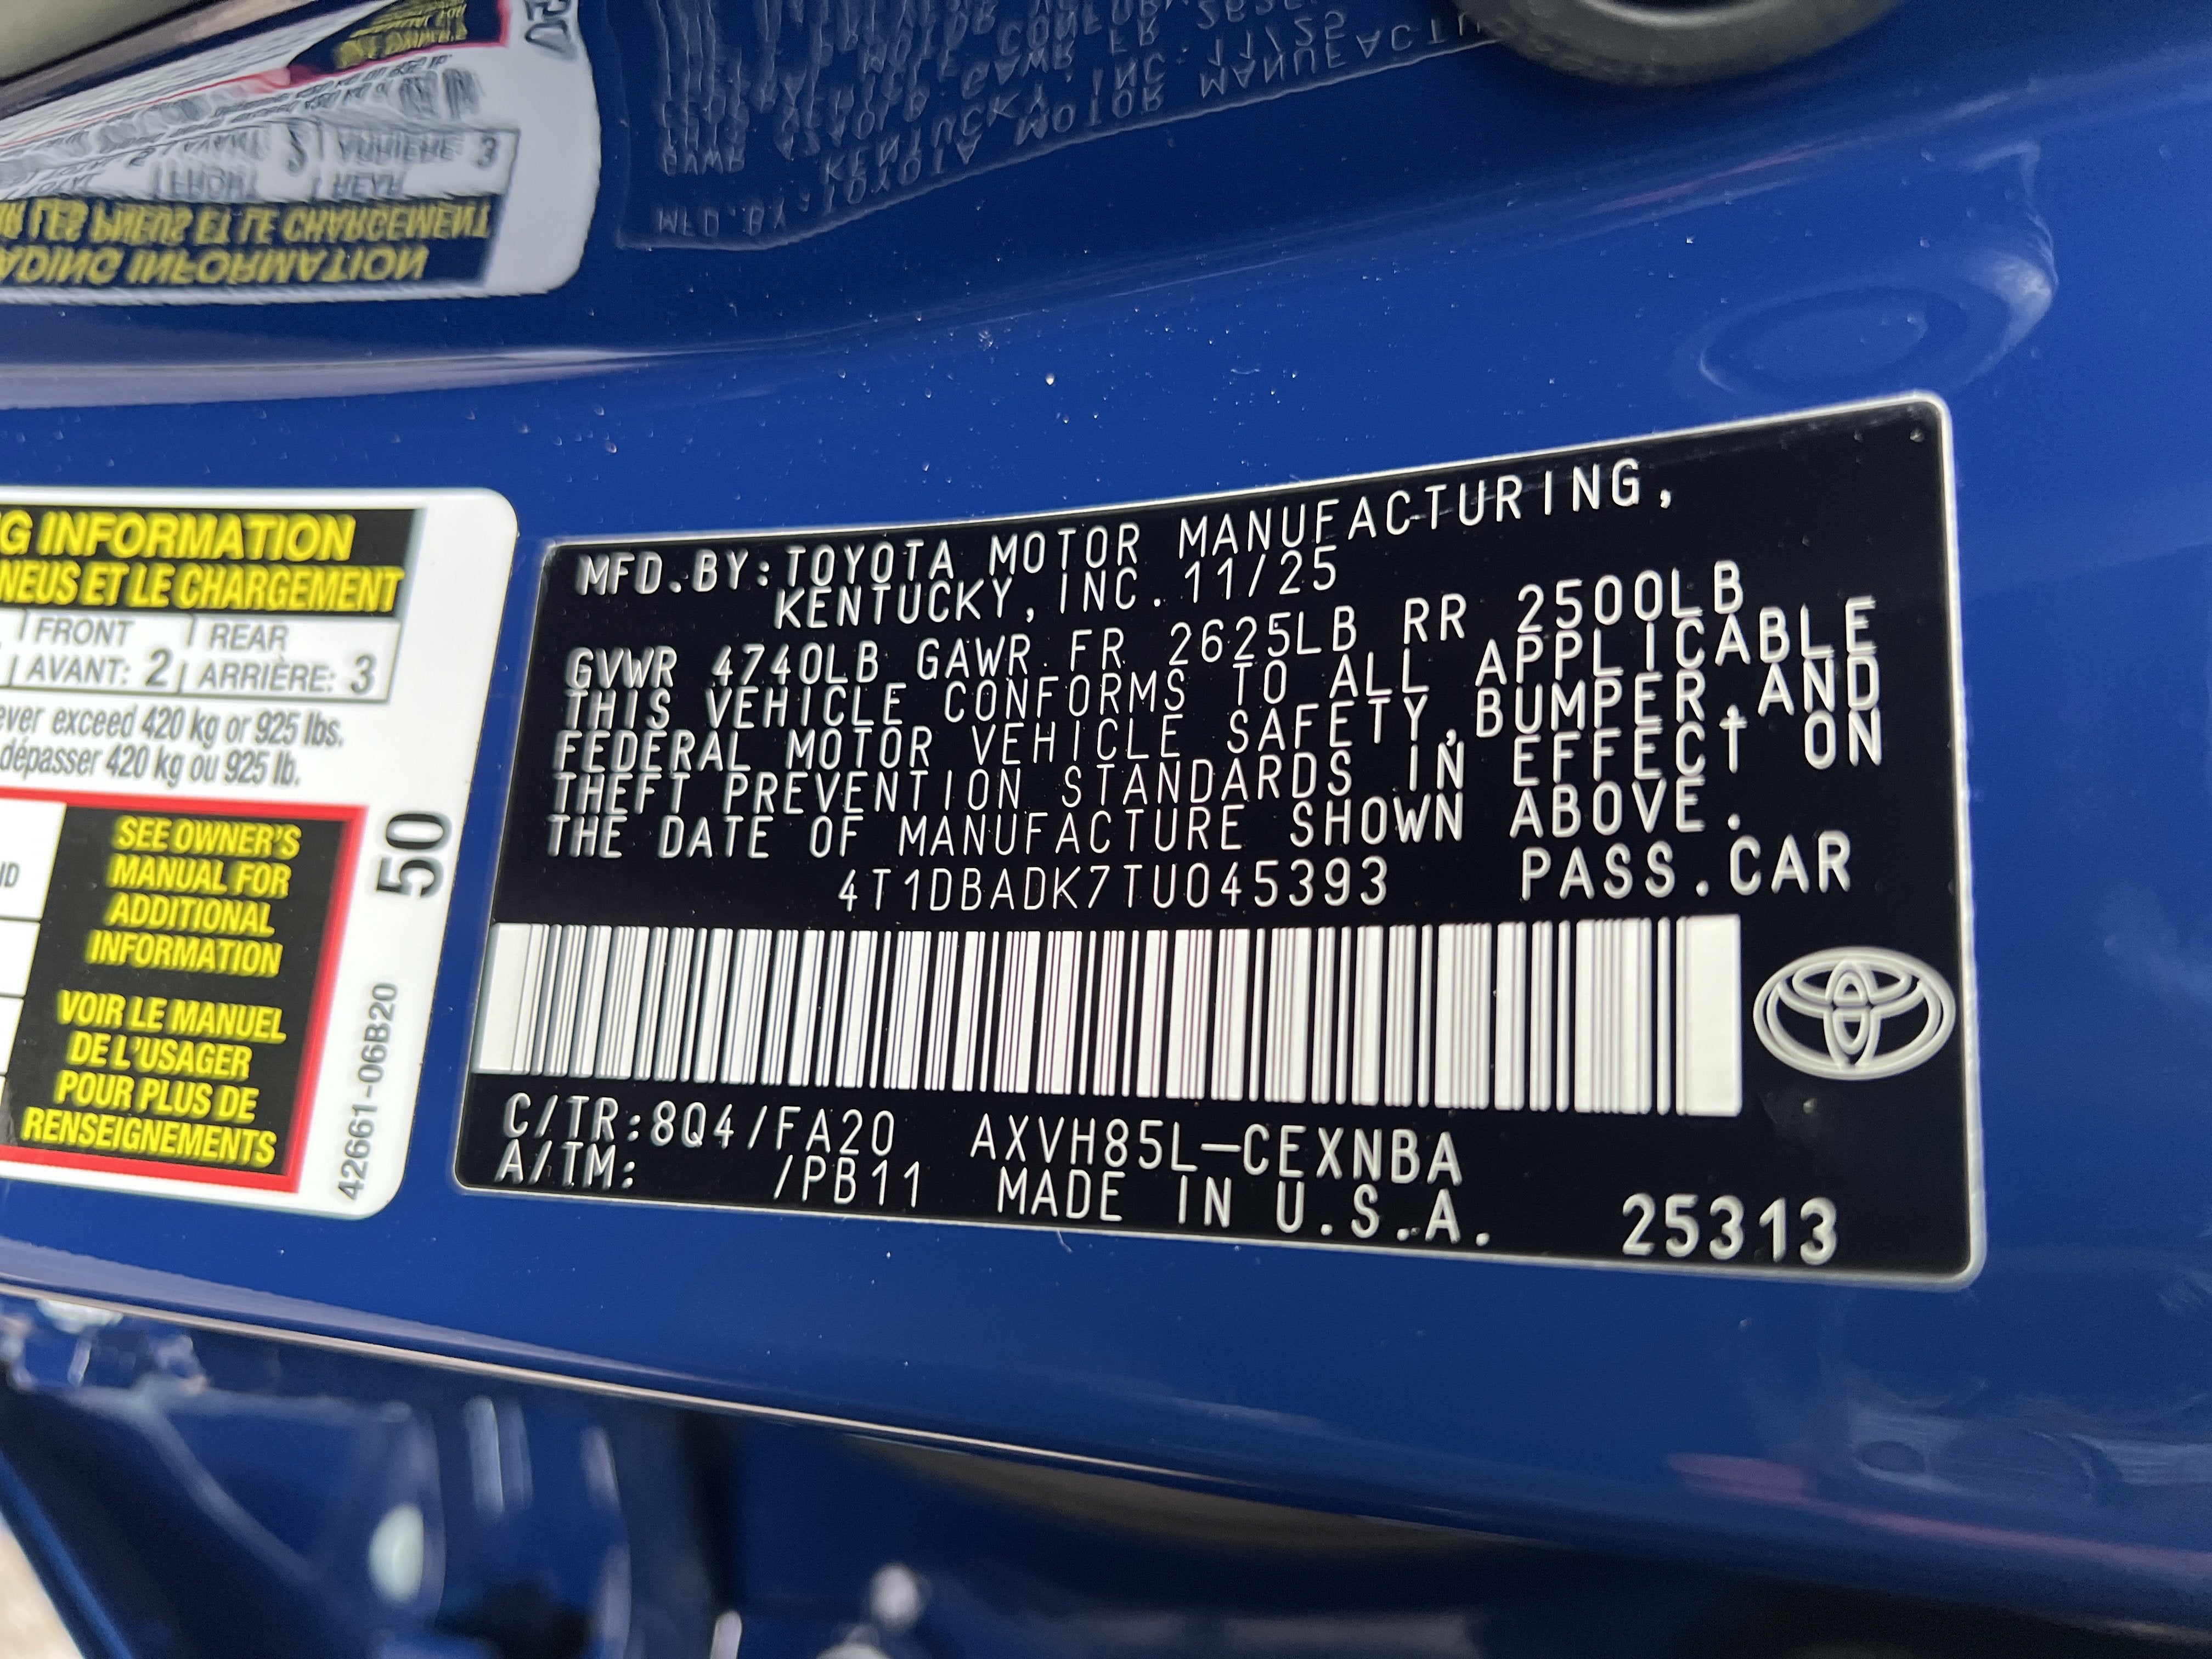 G INFORMATION
NEUS ET LE CHARGEMENT
FRONT REAR
AVANT: 2 ARRIÈRE: 3
ever exceed 420 kg or 925 lbs.
dépasser 420 kg ou 925 lb.
SEE OWNER'S
MANUAL FOR
ADDITIONAL
INFORMATION
VOIR LE MANUEL
DE L'USAGER
POUR PLUS DE
RENSEIGNEMENTS
50
42661-06B20
MFD.BY:TOYOTA MOTOR MANUFACTURING,
KENTUCKY,INC.11/25
GVWR 4740LB GAWR FR 2625LB RR 2500LB
THIS VEHICLE CONFORMS TO ALL APPLICABLE
FEDERAL MOTOR VEHICLE SAFETY,BUMPER,AND
THEFT PREVENTION STANDARDS IN EFFECT ON
THE DATE OF MANUFACTURE SHOWN ABOVE.
4T1DBADK7TU045393 PASS.CAR
C/TR:8Q4/FA20 AXVH85L-CEXNBA
A/TM: /PB11 MADE IN U.S.A. 25313